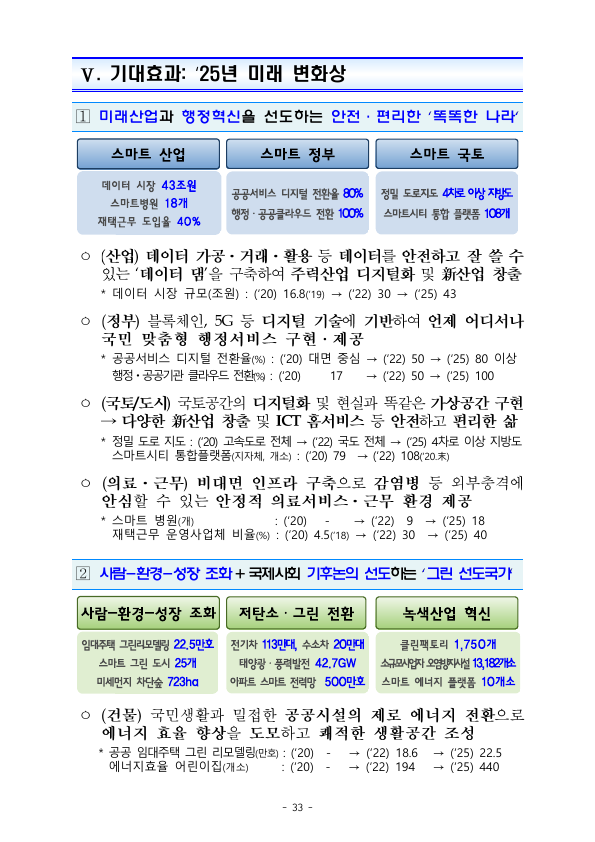 Ⅴ. 기대효과: ‘25년 미래 변화상
1 미래산업과 행정혁신을 선도하는 안전 · 편리한 ‘똑똑한 나라’
스마트 산업
스마트 정부
스마트 국토
데이터 시장 43조원
스마트병원 18개
재택근무 도입율 40%
공공서비스 디지털 전환율 80%
행정 · 공공클라우드 전환 100%
정밀 도로지도 4차로 이상 지방도
스마트시티 통합 플랫폼 108개
ㅇ (산업) 데이터 가공 · 거래 · 활용 등 데이터를 안전하고 잘 쓸 수
있는 ‘데이터 댐’을 구축하여 주력산업 디지털화 및 新산업 창출
* 데이터 시장 규모(조원) : (‘20) 16.8(‘19) → (‘22) 30 → (‘25) 43
ㅇ (정부) 블록체인, 5G 등 디지털 기술에 기반하여 언제 어디서나
국민 맞춤형 행정서비스 구현 · 제공
* 공공서비스 디지털 전환율(%) : (‘20) 대면 중심 → (‘22) 50 → (‘25) 80 이상
행정 · 공공기관 클라우드 전환(%) : (‘20) 17 → (‘22) 50 → (‘25) 100
ㅇ (국토/도시) 국토공간의 디지털화 및 현실과 똑같은 가상공간 구현
→ 다양한 新산업 창출 및 ICT 홈서비스 등 안전하고 편리한 삶
* 정밀 도로 지도 : (‘20) 고속도로 전체 → (‘22) 국도 전체 → (‘25) 4차로 이상 지방도
스마트시티 통합플랫폼(지자체, 개소) : (‘20) 79 → (‘22) 108(‘20.末)
ㅇ (의료 · 근무) 비대면 인프라 구축으로 감염병 등 외부충격에
안심할 수 있는 안정적 의료서비스 · 근무 환경 제공
* 스마트 병원(개) : (‘20) - → (‘22) 9 → (‘25) 18
재택근무 운영사업체 비율(%) : (‘20) 4.5(‘18) → (‘22) 30 → (‘25) 40
2 사람-환경-성장 조화 + 국제사회 기후논의 선도하는 ‘그린 선도국가’
사람-환경-성장 조화
저탄소 · 그린 전환
녹색산업 혁신
임대주택 그린리모델링 22.5만호
스마트 그린 도시 25개
미세먼지 차단숲 723ha
전기차 113만대, 수소차 20만대
태양광 · 풍력발전 42.7GW
아파트 스마트 전력망 500만호
클린팩토리 1,750개
소규모사업자 오염방지시설 13,182개소
스마트 에너지 플랫폼 10개소
ㅇ (건물) 국민생활과 밀접한 공공시설의 제로 에너지 전환으로
에너지 효율 향상을 도모하고 쾌적한 생활공간 조성
* 공공 임대주택 그린 리모델링(만호) : (‘20) - → (‘22) 18.6 → (‘25) 22.5
에너지효율 어린이집(개소) : (‘20) - → (‘22) 194 → (‘25) 440
- 33 -